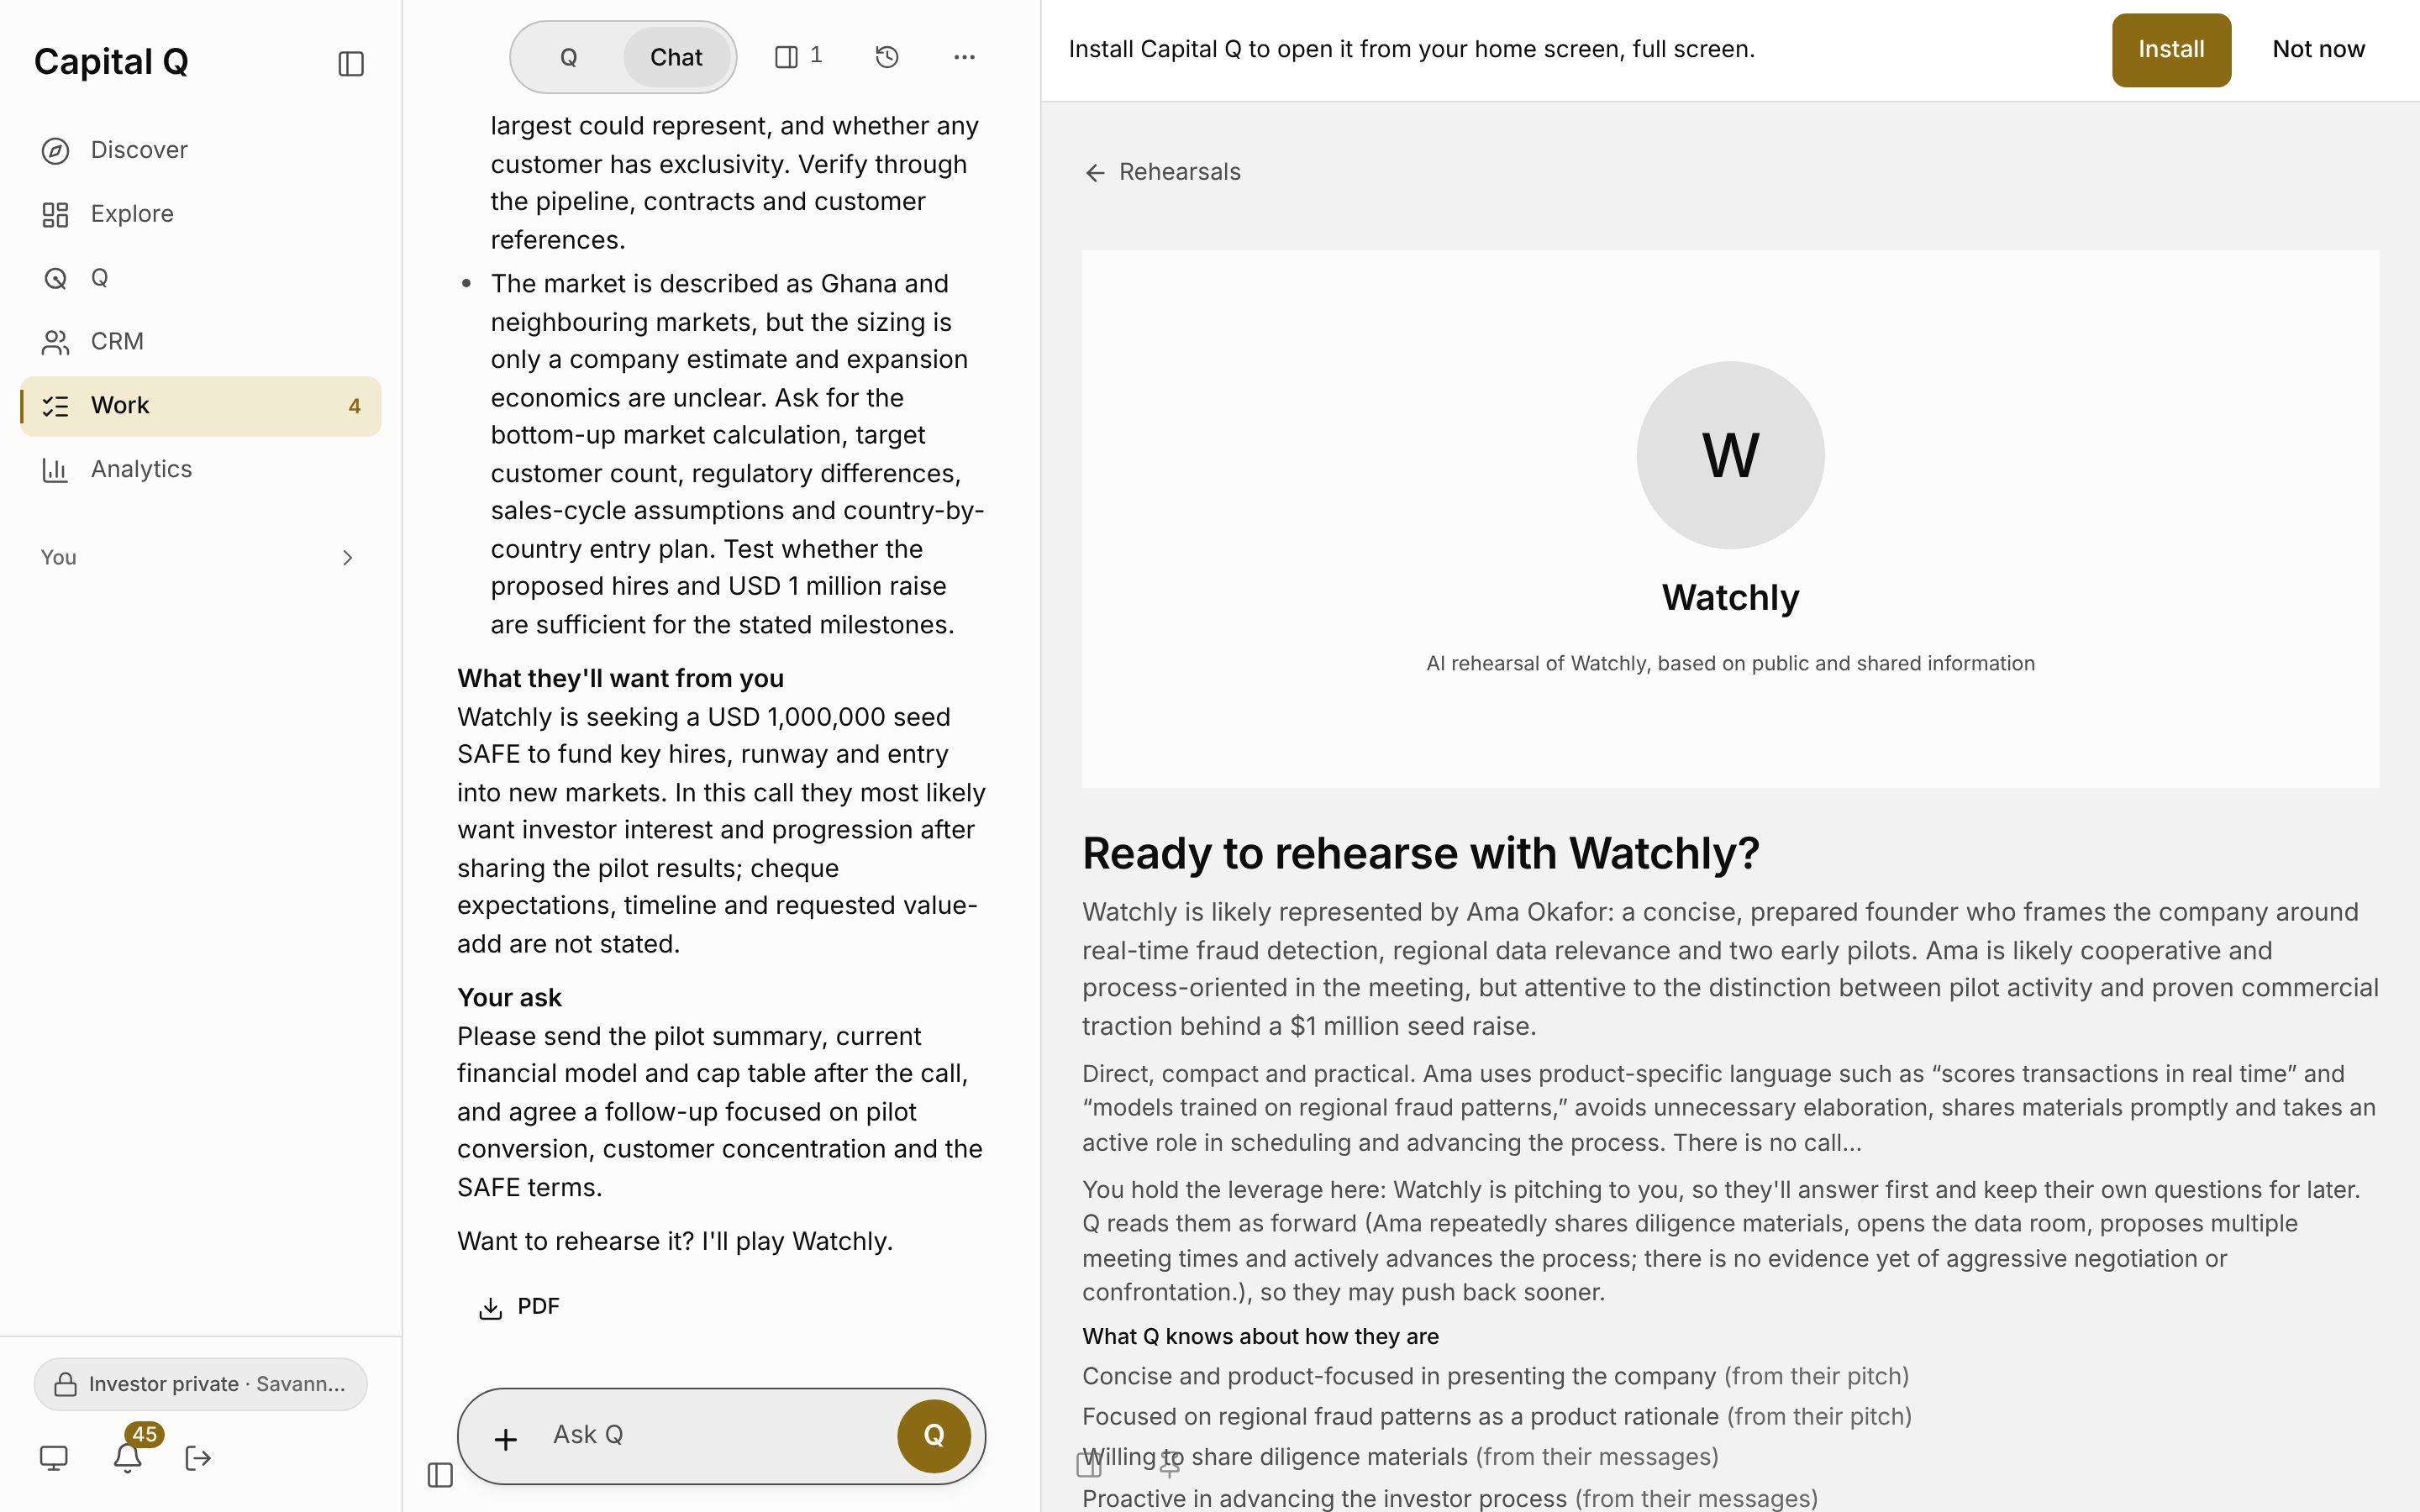 Capital Q
Discover
Explore
Q
CRM
Work 4
Analytics
You
Investor private · Savann...
45
Q Chat 1
largest could represent, and whether any
customer has exclusivity. Verify through
the pipeline, contracts and customer
references.
• The market is described as Ghana and
neighbouring markets, but the sizing is
only a company estimate and expansion
economics are unclear. Ask for the
bottom-up market calculation, target
customer count, regulatory differences,
sales-cycle assumptions and country-by-
country entry plan. Test whether the
proposed hires and USD 1 million raise
are sufficient for the stated milestones.
What they'll want from you
Watchly is seeking a USD 1,000,000 seed
SAFE to fund key hires, runway and entry
into new markets. In this call they most likely
want investor interest and progression after
sharing the pilot results; cheque
expectations, timeline and requested value-
add are not stated.
Your ask
Please send the pilot summary, current
financial model and cap table after the call,
and agree a follow-up focused on pilot
conversion, customer concentration and the
SAFE terms.
Want to rehearse it? I'll play Watchly.
PDF
Ask Q
Q
Install Capital Q to open it from your home screen, full screen.
Install
Not now
Rehearsals
W
Watchly
AI rehearsal of Watchly, based on public and shared information
Ready to rehearse with Watchly?
Watchly is likely represented by Ama Okafor: a concise, prepared founder who frames the company around
real-time fraud detection, regional data relevance and two early pilots. Ama is likely cooperative and
process-oriented in the meeting, but attentive to the distinction between pilot activity and proven commercial
traction behind a $1 million seed raise.
Direct, compact and practical. Ama uses product-specific language such as “scores transactions in real time” and
“models trained on regional fraud patterns,” avoids unnecessary elaboration, shares materials promptly and takes an
active role in scheduling and advancing the process. There is no call...
You hold the leverage here: Watchly is pitching to you, so they'll answer first and keep their own questions for later.
Q reads them as forward (Ama repeatedly shares diligence materials, opens the data room, proposes multiple
meeting times and actively advances the process; there is no evidence yet of aggressive negotiation or
confrontation.), so they may push back sooner.
What Q knows about how they are
Concise and product-focused in presenting the company (from their pitch)
Focused on regional fraud patterns as a product rationale (from their pitch)
Willing to share diligence materials (from their messages)
Proactive in advancing the investor process (from their messages)